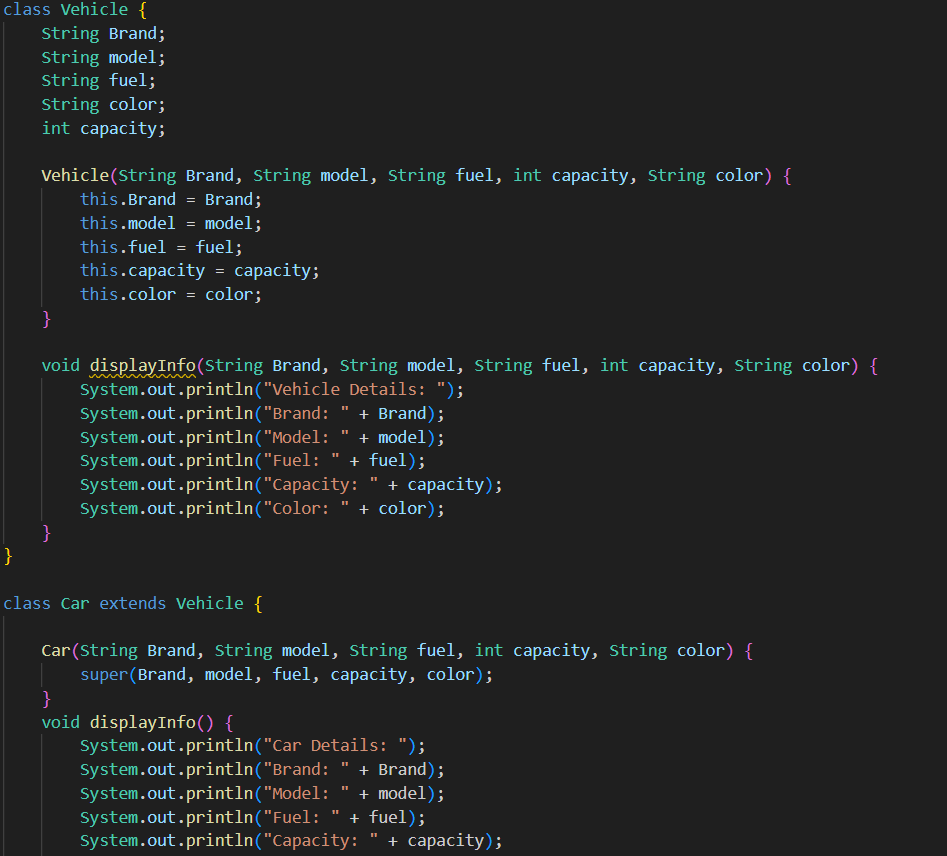 class Vehicle {
    String Brand;
    String model;
    String fuel;
    String color;
    int capacity;

    Vehicle(String Brand, String model, String fuel, int capacity, String color) {
        this.Brand = Brand;
        this.model = model;
        this.fuel = fuel;
        this.capacity = capacity;
        this.color = color;
    }

    void displayInfo(String Brand, String model, String fuel, int capacity, String color) {
        System.out.println("Vehicle Details: ");
        System.out.println("Brand: " + Brand);
        System.out.println("Model: " + model);
        System.out.println("Fuel: " + fuel);
        System.out.println("Capacity: " + capacity);
        System.out.println("Color: " + color);
    }
}

class Car extends Vehicle {

    Car(String Brand, String model, String fuel, int capacity, String color) {
        super(Brand, model, fuel, capacity, color);
    }
    void displayInfo() {
        System.out.println("Car Details: ");
        System.out.println("Brand: " + Brand);
        System.out.println("Model: " + model);
        System.out.println("Fuel: " + fuel);
        System.out.println("Capacity: " + capacity);